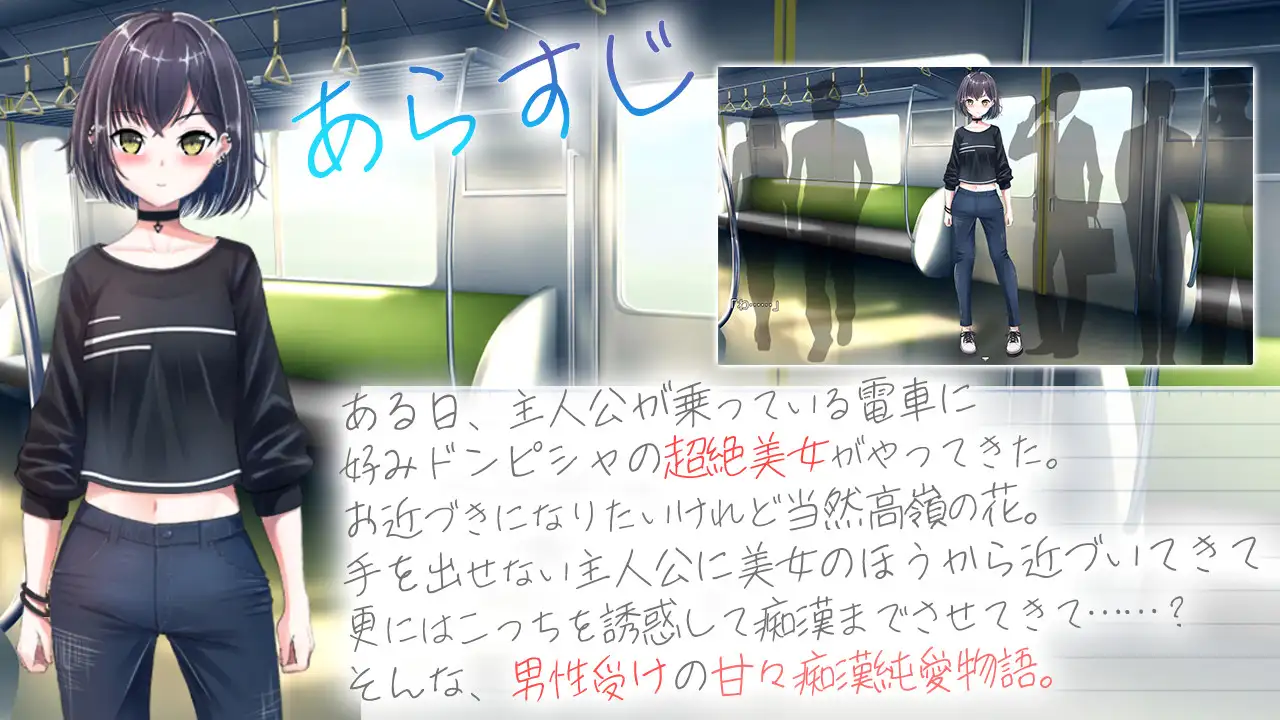 あらすじ
「わ……」
ある日、主人公が乗っている電車に
好みドンピシャの超絶美女がやってきた。
お近づきになりたいけれど当然高嶺の花。
手を出せない主人公に美女のほうから近づいてきて
更にはこっちを誘惑して痴漢までさせてきて……？
そんな、男性受けの甘々痴漢純愛物語。